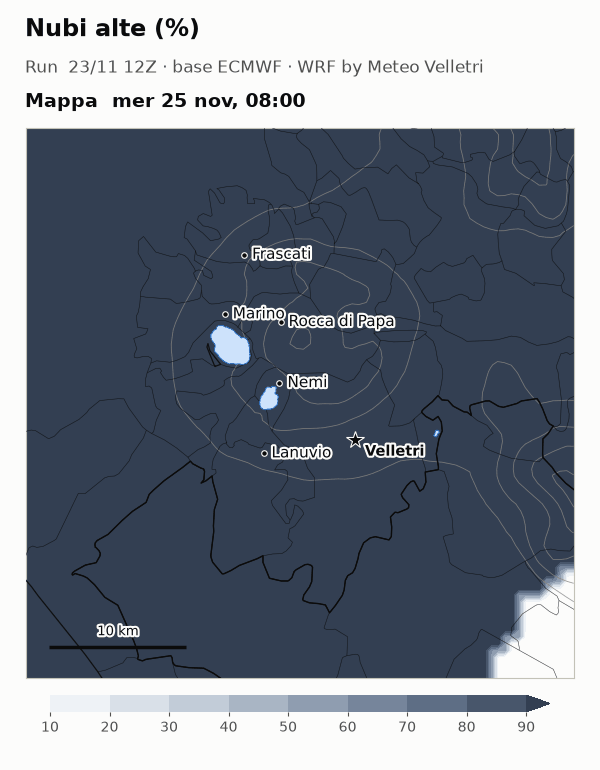 Nubi alte (%)
Run  23/11 12Z · base ECMWF · WRF by Meteo Velletri
Mappa  mer 25 nov, 08:00
Frascati
Marino
Rocca di Papa
Nemi
Velletri
Lanuvio
10 km
10 20 30 40 50 60 70 80 90